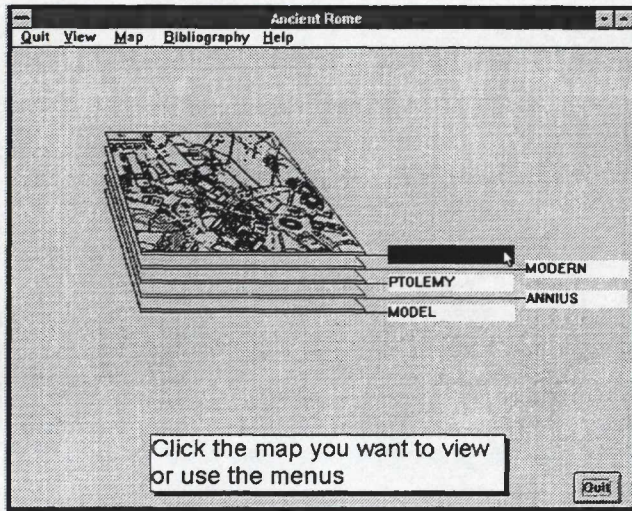 Ancient Rome
Quit View Map Bibliography Help
MODERN
PTOLEMY
ANNIUS
MODEL
Click the map you want to view
or use the menus
Quit